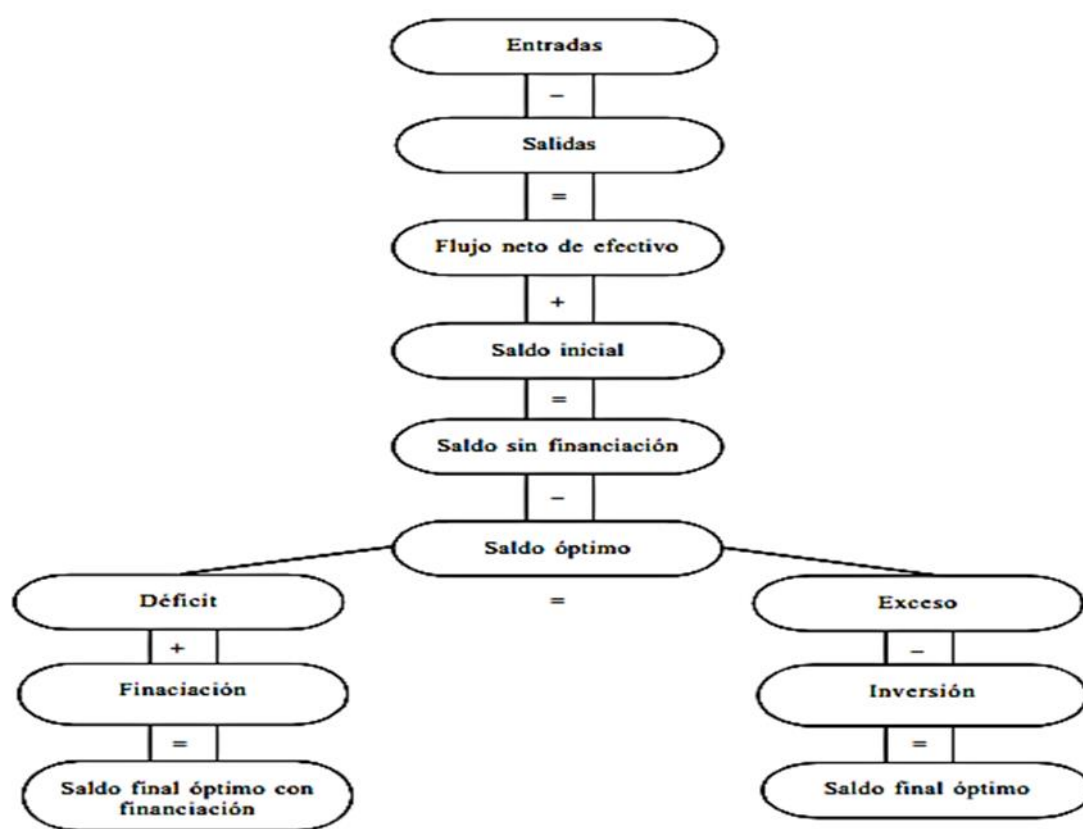 Entradas
–
Salidas
=
Flujo neto de efectivo
+
Saldo inicial
=
Saldo sin financiación
–
Saldo óptimo
=
Déficit
+
Finaciación
=
Saldo final óptimo con
financiación
Exceso
–
Inversión
=
Saldo final óptimo